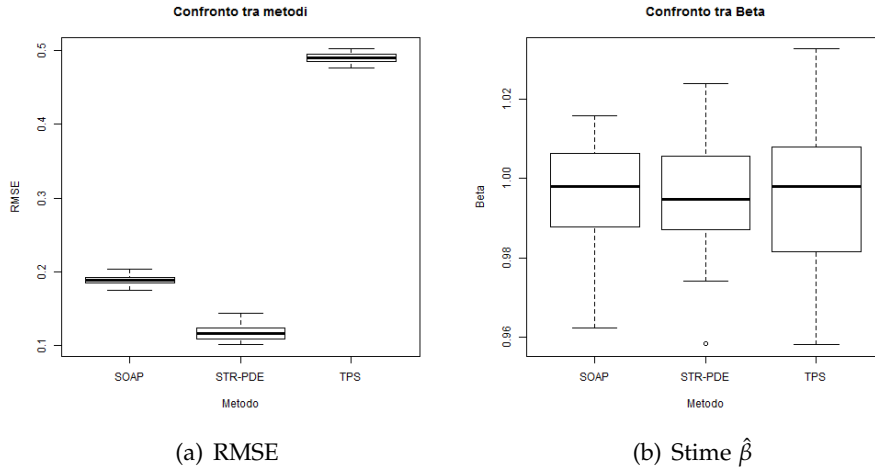 Confronto tra metodi
RMSE
0.5
0.4
0.3
0.2
0.1
SOAP STR-PDE TPS
Metodo
(a) RMSE
Confronto tra Beta
Beta
1.02
1.00
0.98
0.96
SOAP STR-PDE TPS
Metodo
(b) Stime β̂